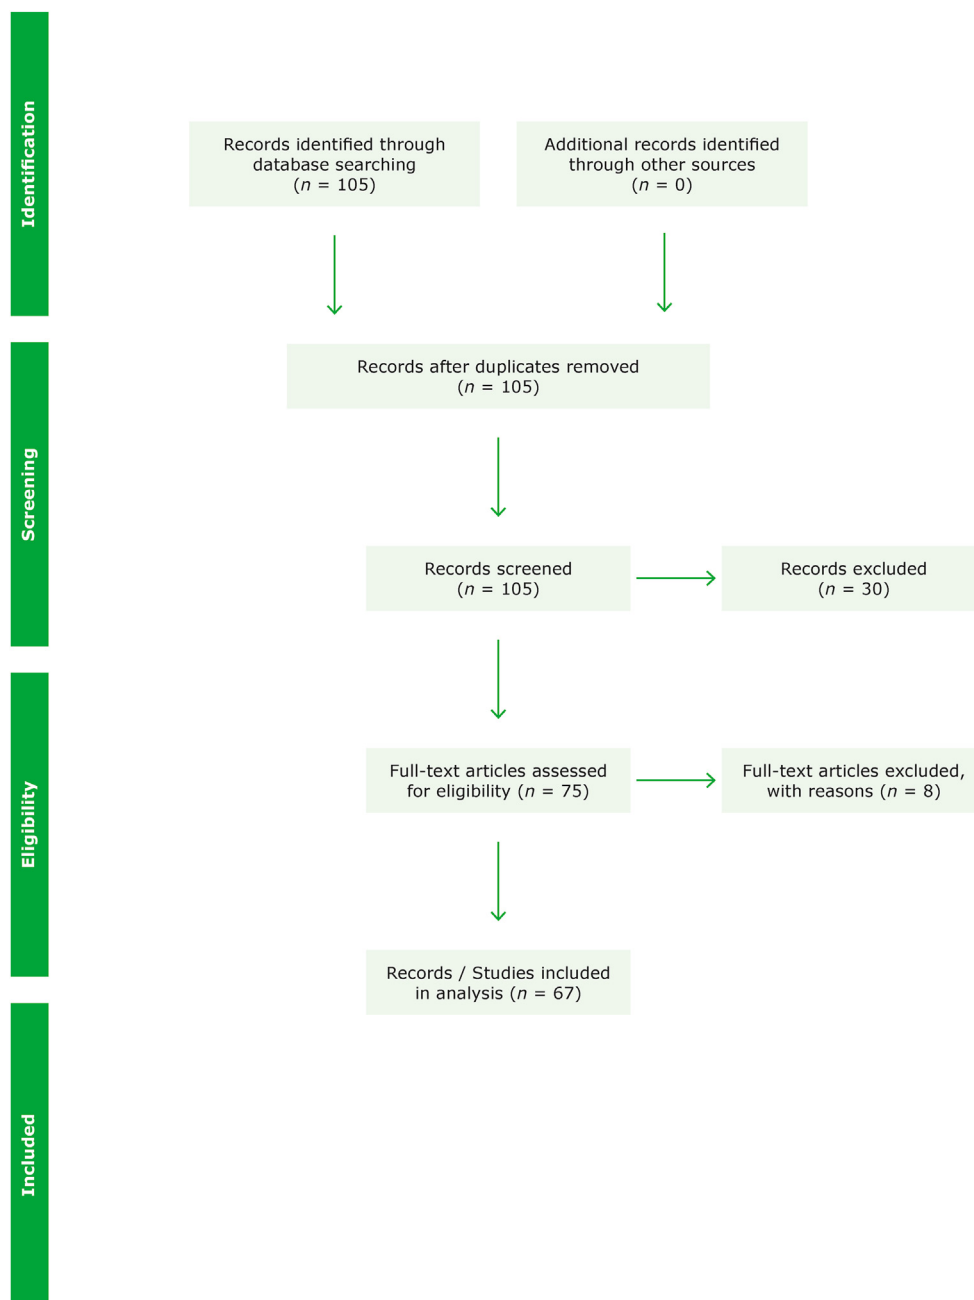 Identification
Records identified through
database searching
(n = 105)
Additional records identified
through other sources
(n = 0)
Screening
Records after duplicates removed
(n = 105)
Records screened
(n = 105)
Records excluded
(n = 30)
Eligibility
Full-text articles assessed
for eligibility (n = 75)
Full-text articles excluded,
with reasons (n = 8)
Records / Studies included
in analysis (n = 67)
Included